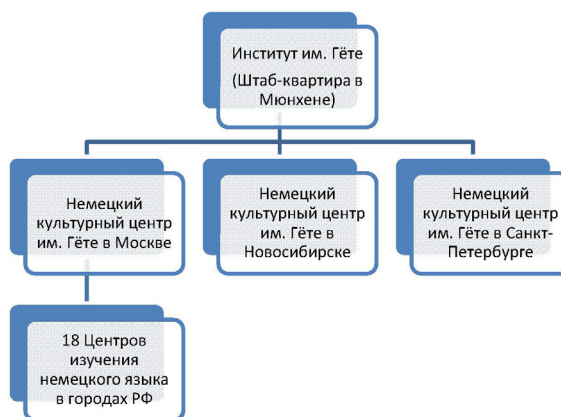 Институт им. Гёте
(Штаб-квартира в
Мюнхене)
Немецкий
культурный центр
им. Гёте в Москве
Немецкий
культурный центр
им. Гёте в
Новосибирске
Немецкий
культурный центр
им. Гёте в Санкт-
Петербурге
18 Центров
изучения
немецкого языка
в городах РФ